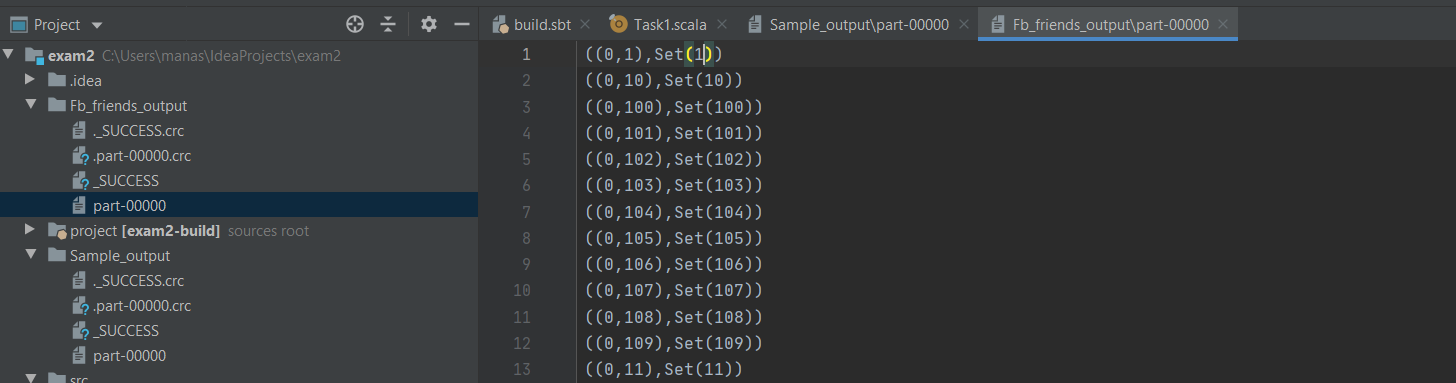 Project
exam2 C:\Users\manas\IdeaProjects\exam2
.idea
Fb_friends_output
._SUCCESS.crc
.part-00000.crc
_SUCCESS
part-00000
project [exam2-build] sources root
Sample_output
._SUCCESS.crc
.part-00000.crc
_SUCCESS
part-00000
src
build.sbt Task1.scala Sample_output\part-00000 Fb_friends_output\part-00000
1 ((0,1),Set(1))
2 ((0,10),Set(10))
3 ((0,100),Set(100))
4 ((0,101),Set(101))
5 ((0,102),Set(102))
6 ((0,103),Set(103))
7 ((0,104),Set(104))
8 ((0,105),Set(105))
9 ((0,106),Set(106))
10 ((0,107),Set(107))
11 ((0,108),Set(108))
12 ((0,109),Set(109))
13 ((0,11),Set(11))